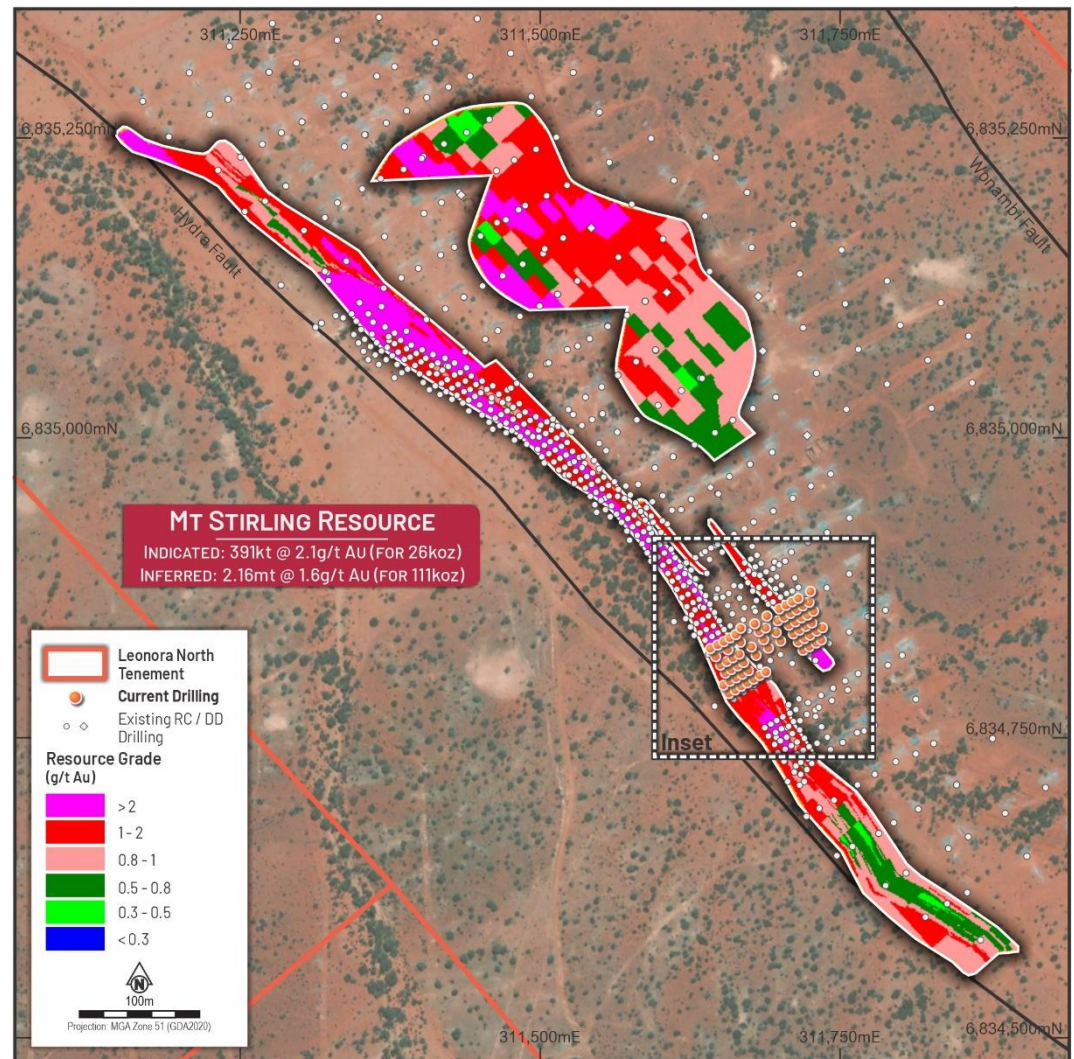 311,250mE
311,500mE
311,750mE
6,835,250mN
6,835,250mN
Wonambi Fault
Hydra Fault
6,835,000mN
6,835,000mN
MT STIRLING RESOURCE
INDICATED: 391kt @ 2.1g/t Au (FOR 26koz)
INFERRED: 2.16mt @ 1.6g/t Au (FOR 111koz)
Inset
6,834,750mN
Leonora North
Tenement
Current Drilling
Existing RC / DD
Drilling
Resource Grade
(g/t Au)
>2
1 - 2
0.8 - 1
0.5 - 0.8
0.3 - 0.5
<0.3
N
100m
Projection: MGA Zone 51 (GDA2020)
311,500mE
311,750mE
6,834,500mN